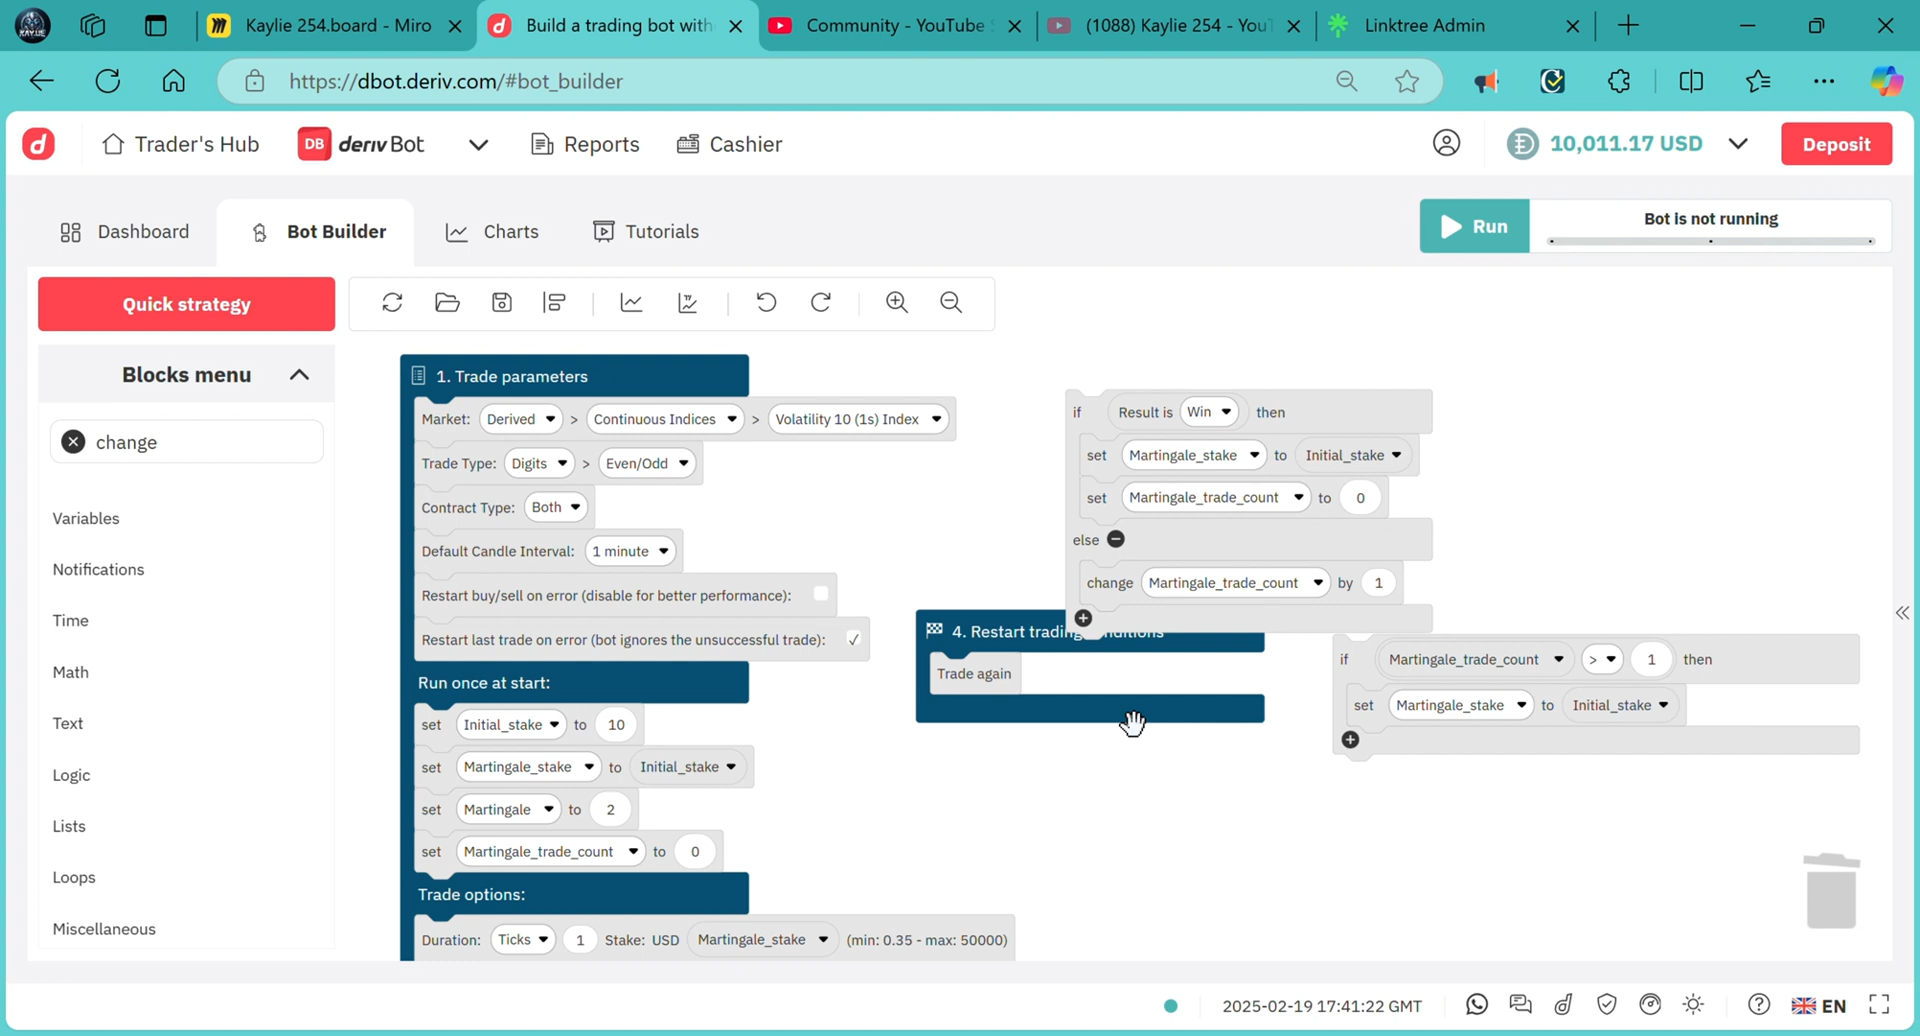 Kaylie 254.board - Miro
Build a trading bot with
Community - YouTube S
(1088) Kaylie 254 - YouT
Linktree Admin
https://dbot.deriv.com/#bot_builder
Trader's Hub
DB deriv Bot
Reports
Cashier
10,011.17 USD
Deposit
Dashboard
Bot Builder
Charts
Tutorials
Run
Bot is not running
Quick strategy
Blocks menu
change
Variables
Notifications
Time
Math
Text
Logic
Lists
Loops
Miscellaneous
1. Trade parameters
Market: Derived > Continuous Indices > Volatility 10 (1s) Index
Trade Type: Digits > Even/Odd
Contract Type: Both
Default Candle Interval: 1 minute
Restart buy/sell on error (disable for better performance):
Restart last trade on error (bot ignores the unsuccessful trade): ✓
Run once at start:
set Initial_stake to 10
set Martingale_stake to Initial_stake
set Martingale to 2
set Martingale_trade_count to 0
Trade options:
Duration: Ticks 1 Stake: USD Martingale_stake (min: 0.35 - max: 50000)
if Result is Win then
set Martingale_stake to Initial_stake
set Martingale_trade_count to 0
else
change Martingale_trade_count by 1
4. Restart trading conditions
Trade again
if Martingale_trade_count > 1 then
set Martingale_stake to Initial_stake
2025-02-19 17:41:22 GMT
EN